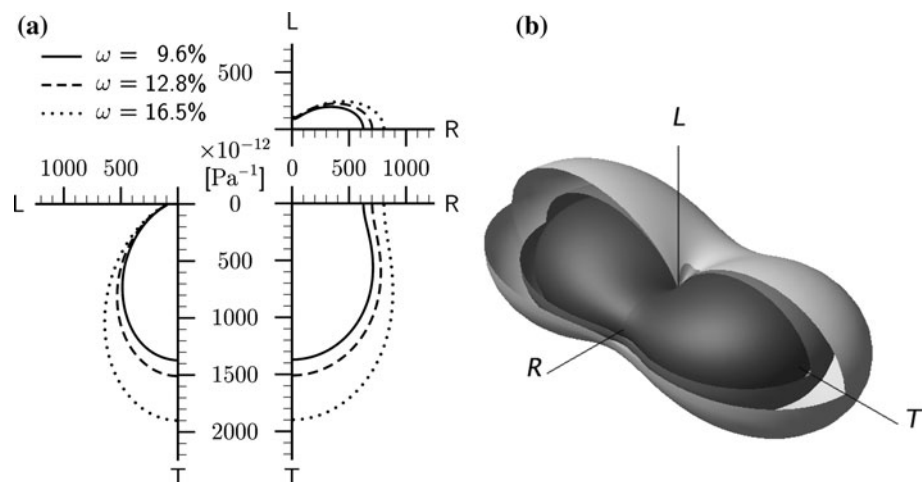 (a)
L
ω = 9.6%
ω = 12.8%
ω = 16.5%
500
R
×10⁻¹²
[Pa⁻¹]
1000 500
0 500 1000
L
0
R
500
1000
1500
2000
T
T
(b)
L
R
T